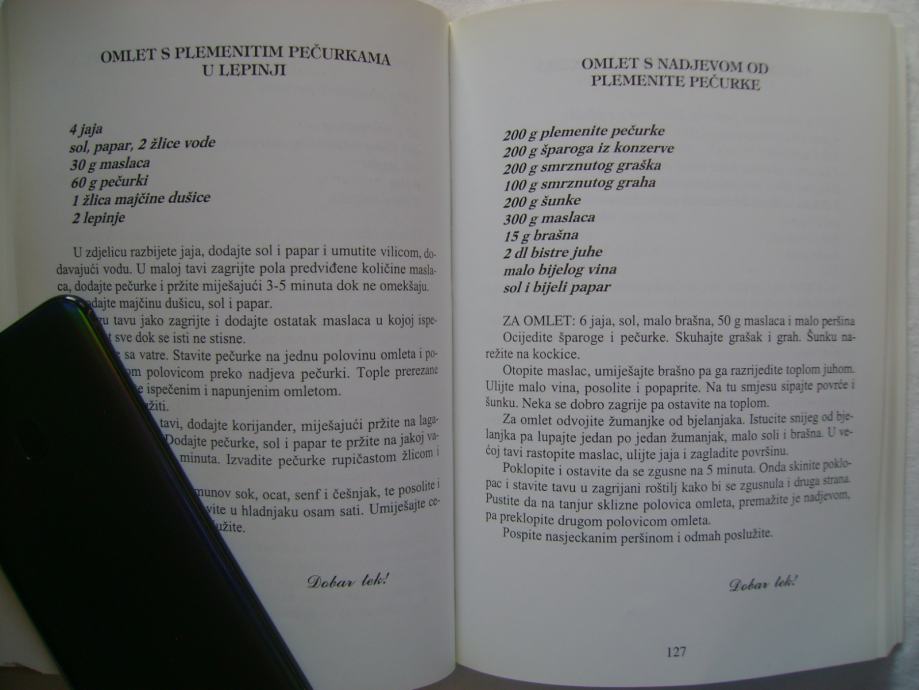 OMLET S PLEMENITIM PEČURKAMA
U LEPINJI
4 jaja
sol, papar, 2 žlice vode
30 g maslaca
60 g pečurki
1 žlica majčine dušice
2 lepinje
U zdjelicu razbijete jaja, dodajte sol i papar i umutite vilicom, do-
davajući vodu. U maloj tavi zagrijte pola predviđene količine masla-
ca, dodajte pečurke i pržite miješajući 3-5 minuta dok ne omekšaju.
majčinu dušicu, sol i papar.
tavu jako zagrijte i dodajte ostatak maslaca u kojoj ispe-
sve dok se isti ne stisne.
sa vatre. Stavite pečurke na jednu polovinu omleta i po-
polovicom preko nadjeva pečurki. Tople prerezane
ispečenim i napunjenim omletom.
tavi, dodajte korijander, miješajući pržite na laga-
Dodajte pečurke, sol i papar te pržite na jakoj va-
minuta. Izvadite pečurke rupičastom žlicom i
sok, ocat, senf i češnjak, te posolite i
u hladnjaku osam sati. Umiješajte ce-
Dobar tek!
OMLET S NADJEVOM OD
PLEMENITE PEČURKE
200 g plemenite pečurke
200 g šparoga iz konzerve
200 g smrznutog graška
100 g smrznutog graha
200 g šunke
300 g maslaca
15 g brašna
2 dl bistre juhe
malo bijelog vina
sol i bijeli papar
ZA OMLET: 6 jaja, sol, malo brašna, 50 g maslaca i malo peršina
Ocijedite šparoge i pečurke. Skuhajte grašak i grah. Šunku na-
režite na kockice.
Otopite maslac, umiješajte brašno pa ga razrijedite toplom juhom.
Ulijte malo vina, posolite i popaprite. Na tu smjesu sipajte povrće i
šunku. Neka se dobro zagrije pa ostavite na toplom.
Za omlet odvojite žumanjke od bjelanjaka. Istucite snijeg od bje-
lanjka pa lupajte jedan po jedan žumanjak, malo soli i brašna. U ve-
ćoj tavi rastopite maslac, ulijte jaja i zagladite površinu.
Poklopite i ostavite da se zgusne na 5 minuta. Onda skinite poklo-
pac i stavite tavu u zagrijani roštilj kako bi se zgusnula i druga strana.
Pustite da na tanjur sklizne polovica omleta, premažite je nadjevom,
pa preklopite drugom polovicom omleta.
Pospite nasjeckanim peršinom i odmah poslužite.
Dobar tek!
127